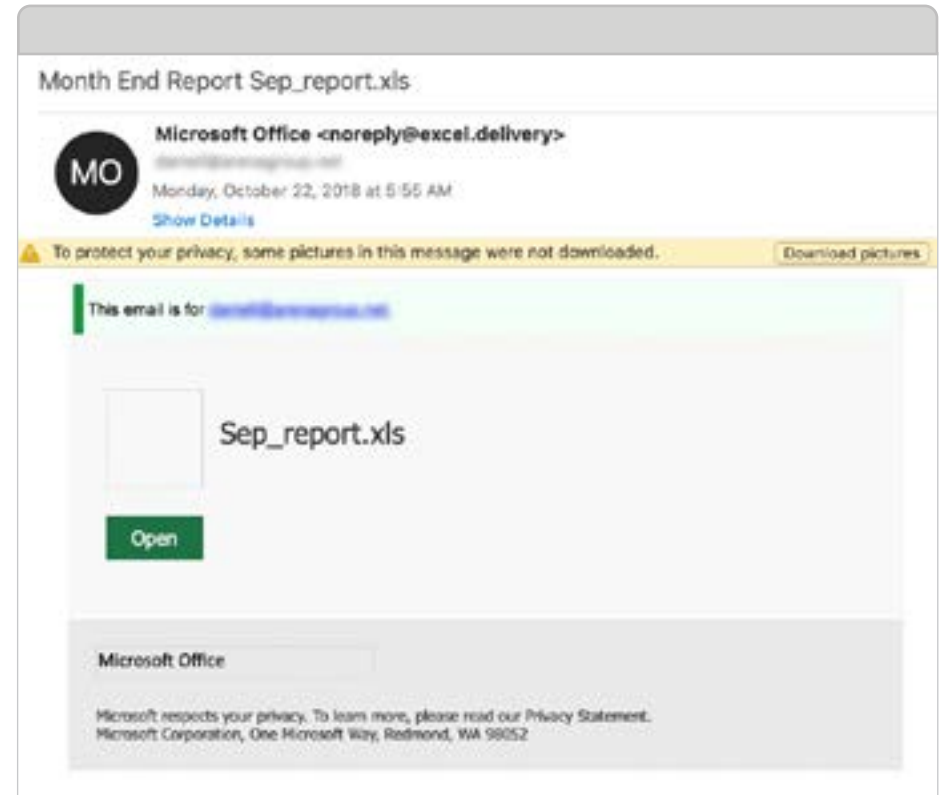 Month End Report Sep_report.xls
Microsoft Office <noreply@excel.delivery>
MO
Monday, October 22, 2018 at 5:55 AM
Show Details
To protect your privacy, some pictures in this message were not downloaded.
Download pictures
This email is for
Sep_report.xls
Open
Microsoft Office
Microsoft respects your privacy. To learn more, please read our Privacy Statement.
Microsoft Corporation, One Microsoft Way, Redmond, WA 98052